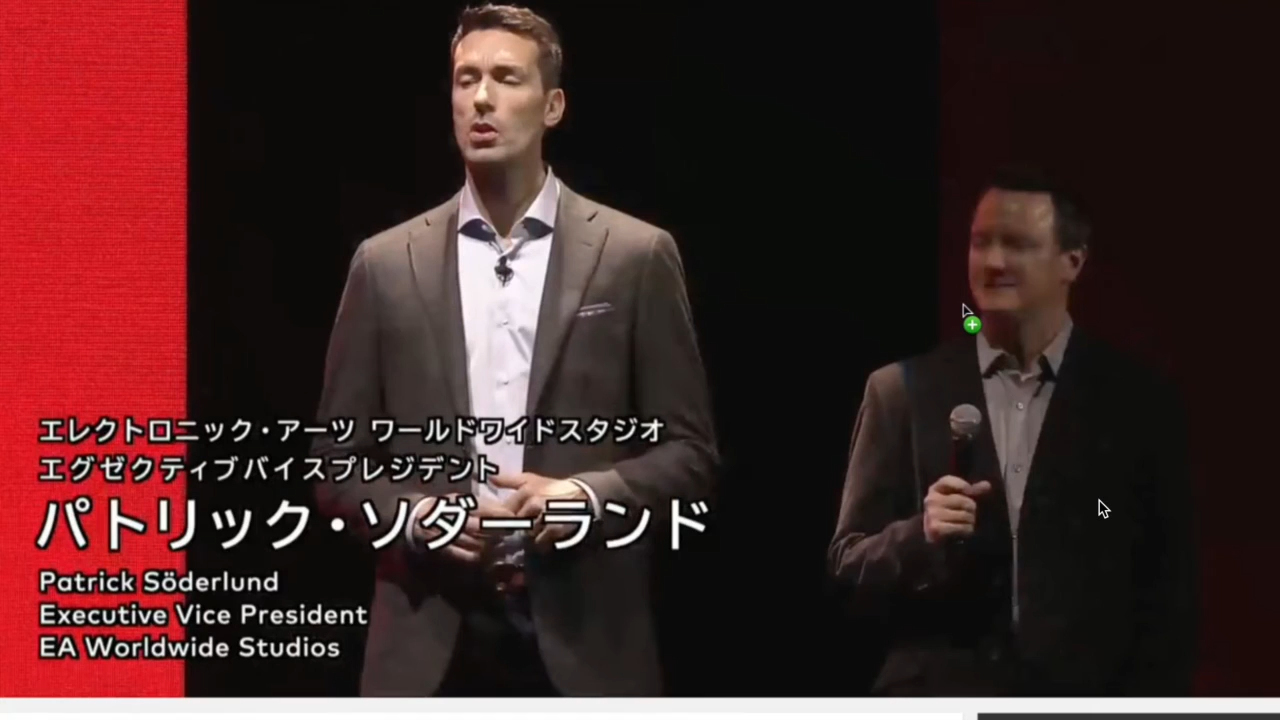 エレクトロニック・アーツ ワールドワイドスタジオ
エグゼクティブバイスプレジデント
パトリック・ソダーランド
Patrick Söderlund
Executive Vice President
EA Worldwide Studios